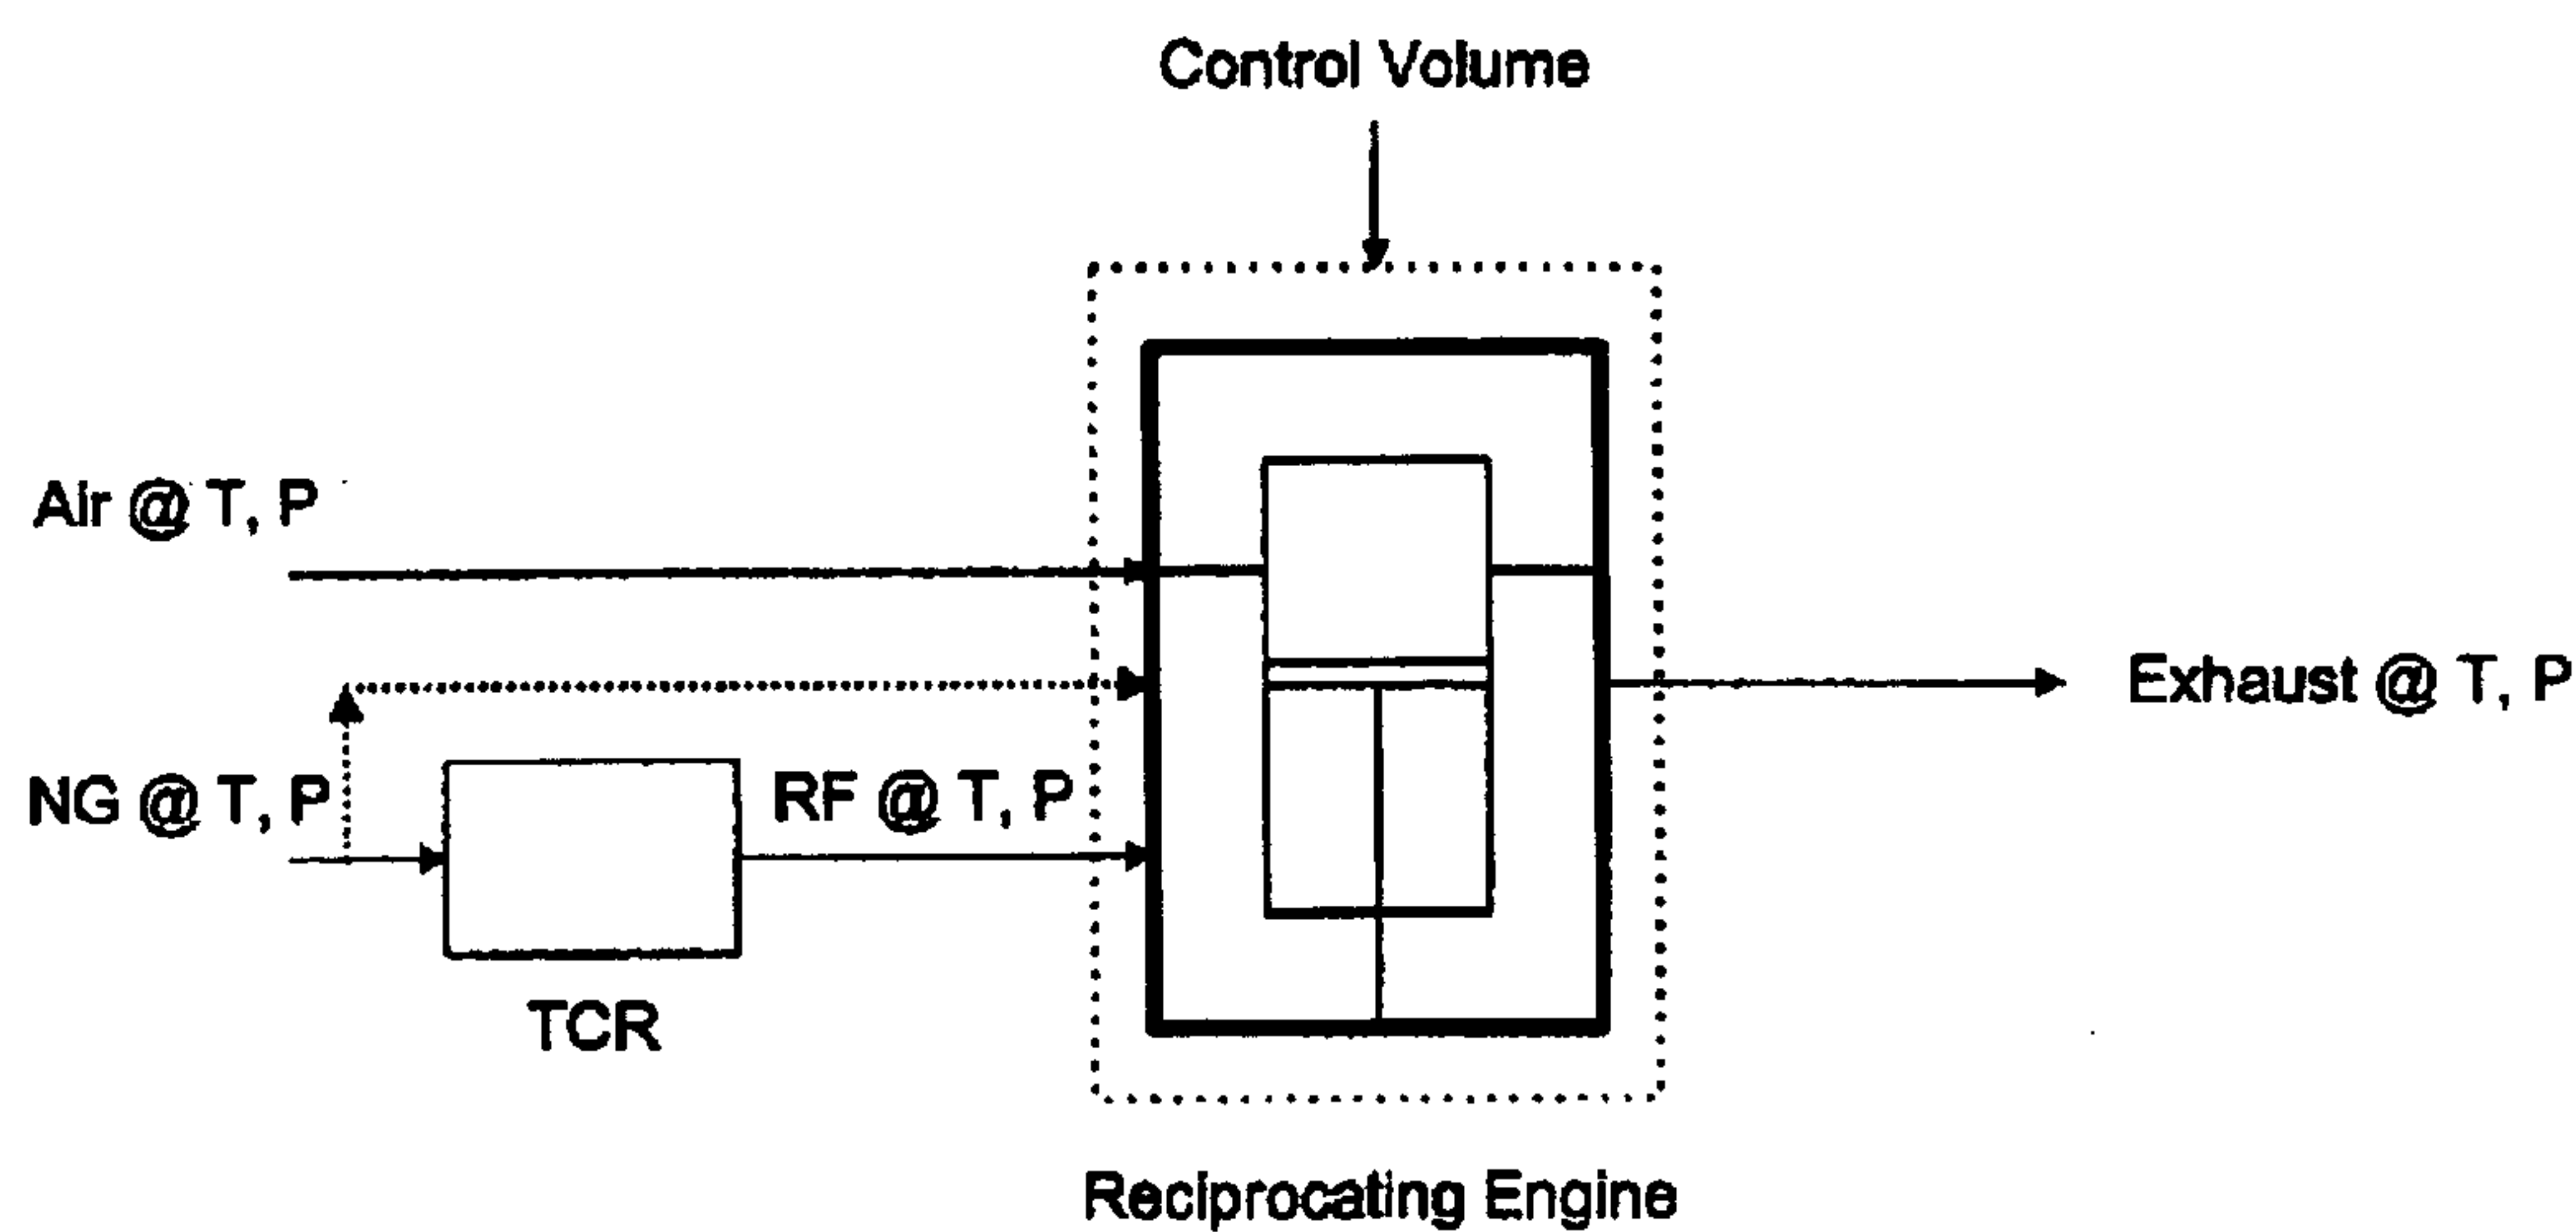 Control Volume
Air @ T, P
Exhaust @ T, P
NG @ T, P
RF @ T, P
TCR
Reciprocating Engine